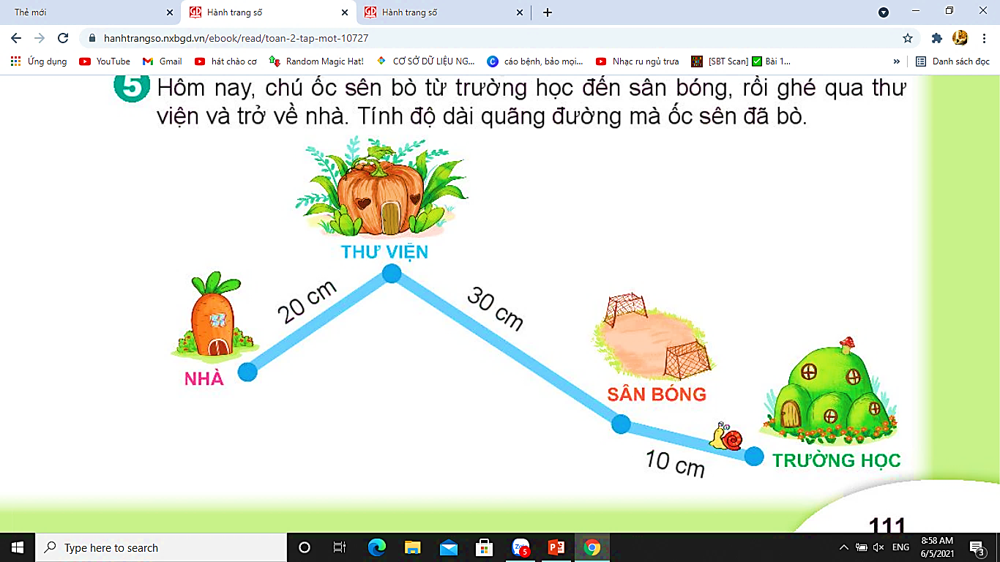 Thẻ mới
Hành trang số
Hành trang số
hanhtrangso.nxbgd.vn/ebook/read/toan-2-tap-mot-10727
Ứng dụng YouTube Gmail hát chào cơ Random Magic Hat! CƠ SỞ DỮ LIỆU NG... cáo bệnh, bảo mọi... Nhạc ru ngủ trưa [SBT Scan] ✅ Bài 1... » Danh sách đọc
5 Hôm nay, chú ốc sên bò từ trường học đến sân bóng, rồi ghé qua thư
viện và trở về nhà. Tính độ dài quãng đường mà ốc sên đã bò.
THƯ VIỆN
20 cm
30 cm
NHÀ
SÂN BÓNG
10 cm
TRƯỜNG HỌC
111
Type here to search
5
ENG
8:58 AM
6/5/2021
3